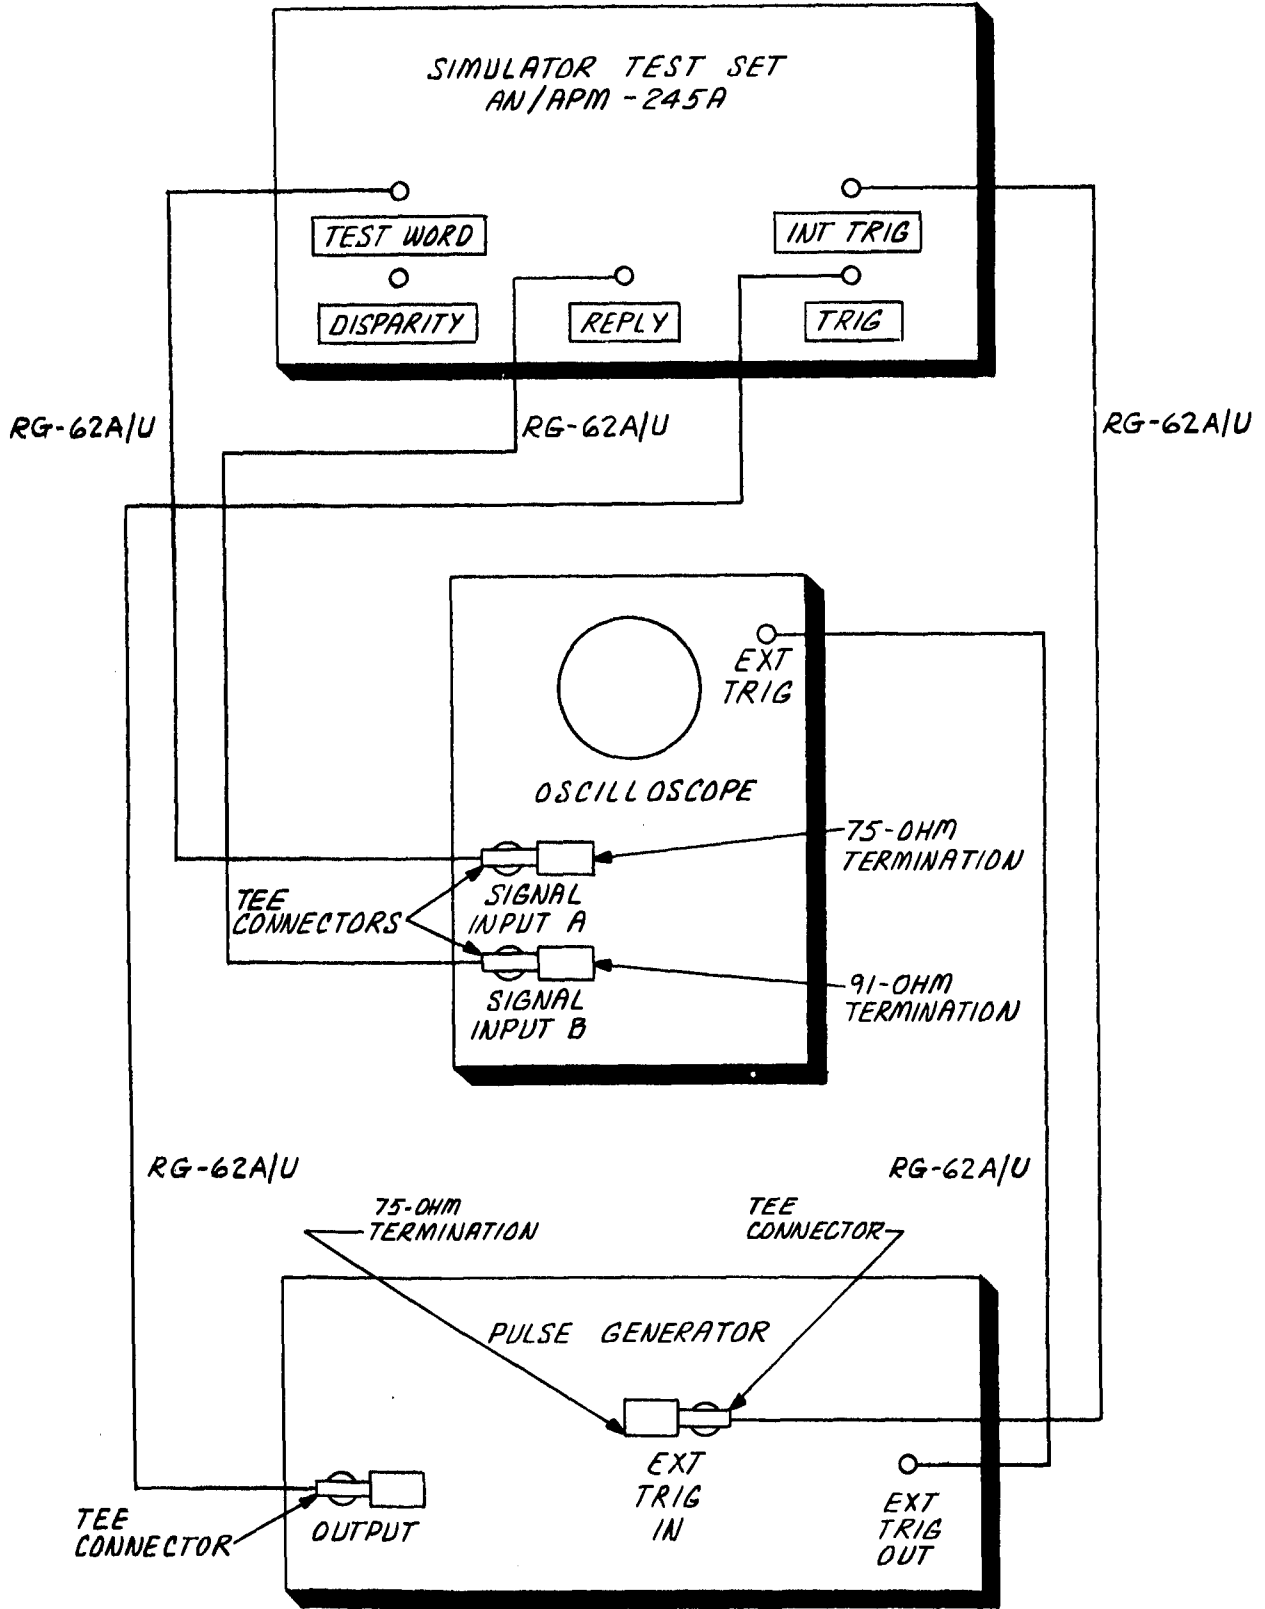 SIMULATOR TEST SET
AN/APM-245A
TEST WORD
INT TRIG
DISPARITY
REPLY
TRIG
RG-62A/U
RG-62A/U
RG-62A/U
EXT
TRIG
OSCILLOSCOPE
75-OHM
TERMINATION
TEE
CONNECTORS
SIGNAL
INPUT A
91-OHM
TERMINATION
SIGNAL
INPUT B
RG-62A/U
RG-62A/U
75-OHM
TERMINATION
TEE
CONNECTOR
PULSE GENERATOR
EXT
TRIG
IN
EXT
TRIG
OUT
TEE
CONNECTOR
OUTPUT